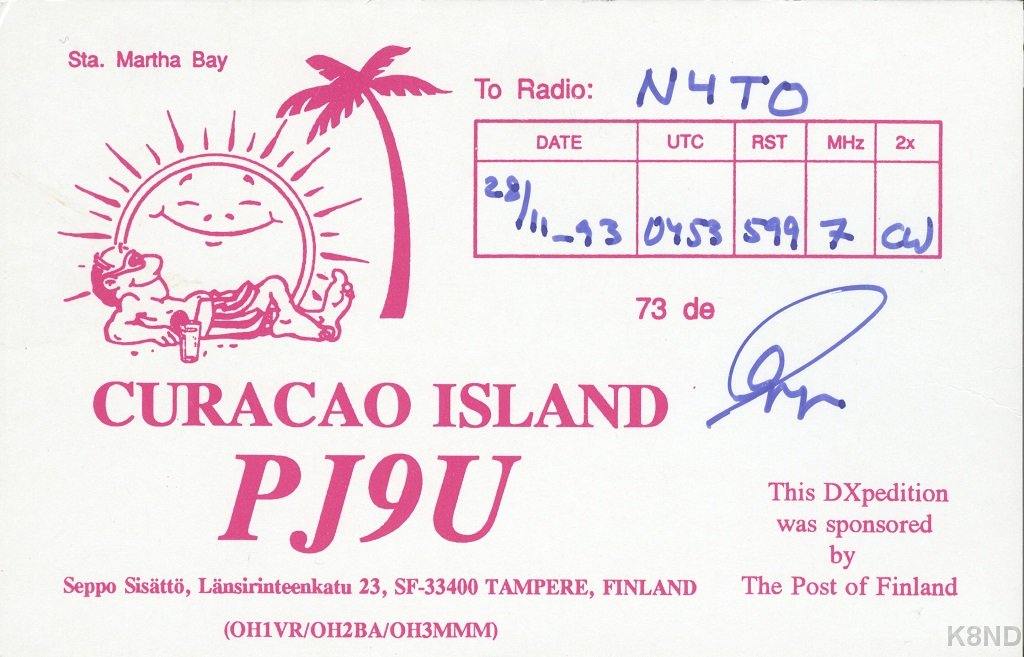 Sta. Martha Bay
To Radio: N4TO
DATE UTC RST MHz 2x
28/11-93 0453 599 7 CW
73 de
CURACAO ISLAND
PJ9U
Seppo Sisättö, Länsirinteenkatu 23, SF-33400 TAMPERE, FINLAND
(OH1VR/OH2BA/OH3MMM)
This DXpedition
was sponsored
by
The Post of Finland
K8ND